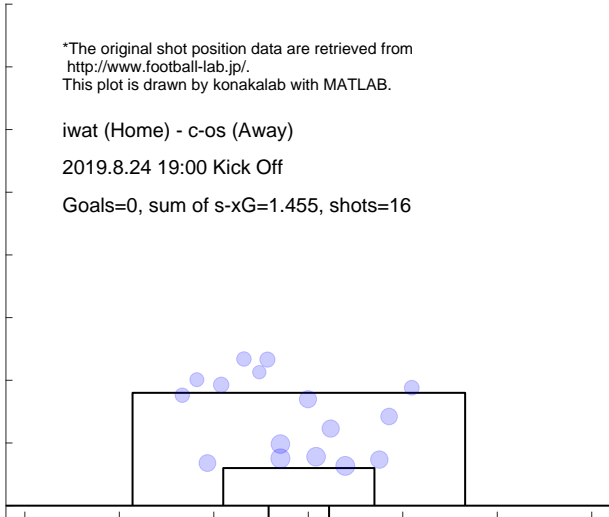 *The original shot position data are retrieved from
http://www.football-lab.jp/.
This plot is drawn by konakalab with MATLAB.
iwat (Home) - c-os (Away)
2019.8.24 19:00 Kick Off
Goals=0, sum of s-xG=1.455, shots=16